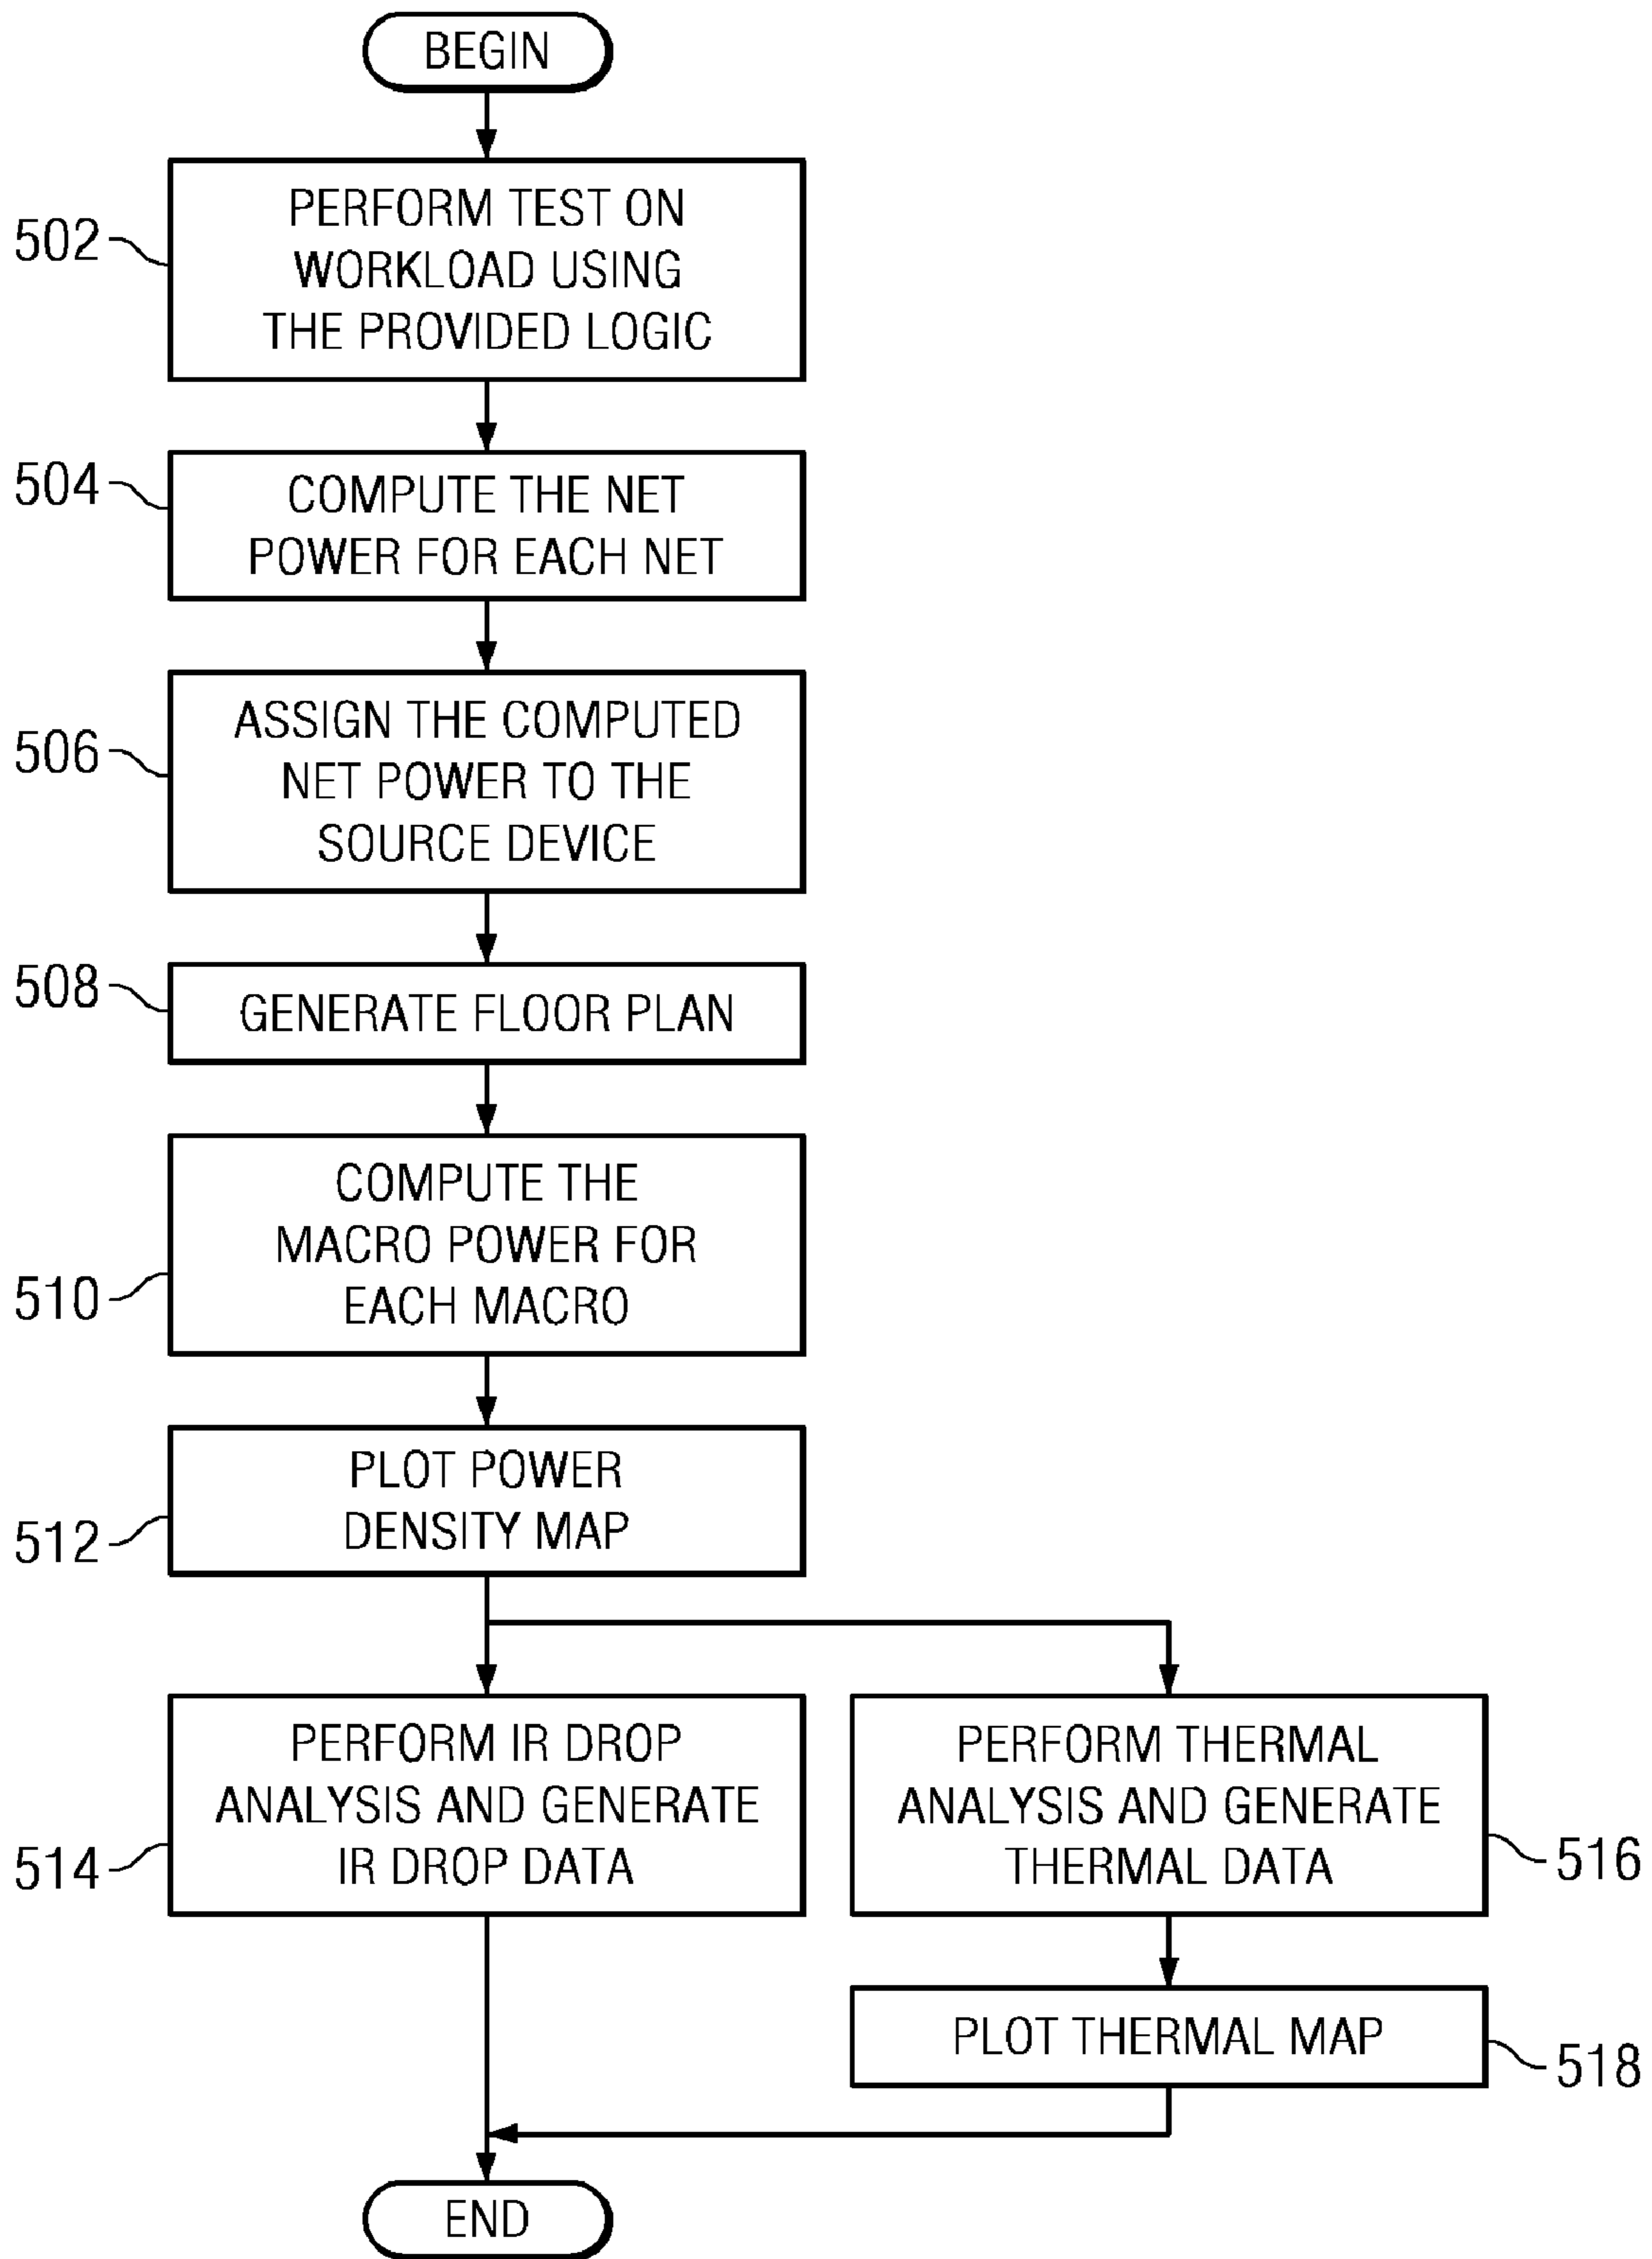 BEGIN
502
PERFORM TEST ON
WORKLOAD USING
THE PROVIDED LOGIC
504
COMPUTE THE NET
POWER FOR EACH NET
506
ASSIGN THE COMPUTED
NET POWER TO THE
SOURCE DEVICE
508
GENERATE FLOOR PLAN
510
COMPUTE THE
MACRO POWER FOR
EACH MACRO
512
PLOT POWER
DENSITY MAP
514
PERFORM IR DROP
ANALYSIS AND GENERATE
IR DROP DATA
PERFORM THERMAL
ANALYSIS AND GENERATE
THERMAL DATA
516
PLOT THERMAL MAP
518
END